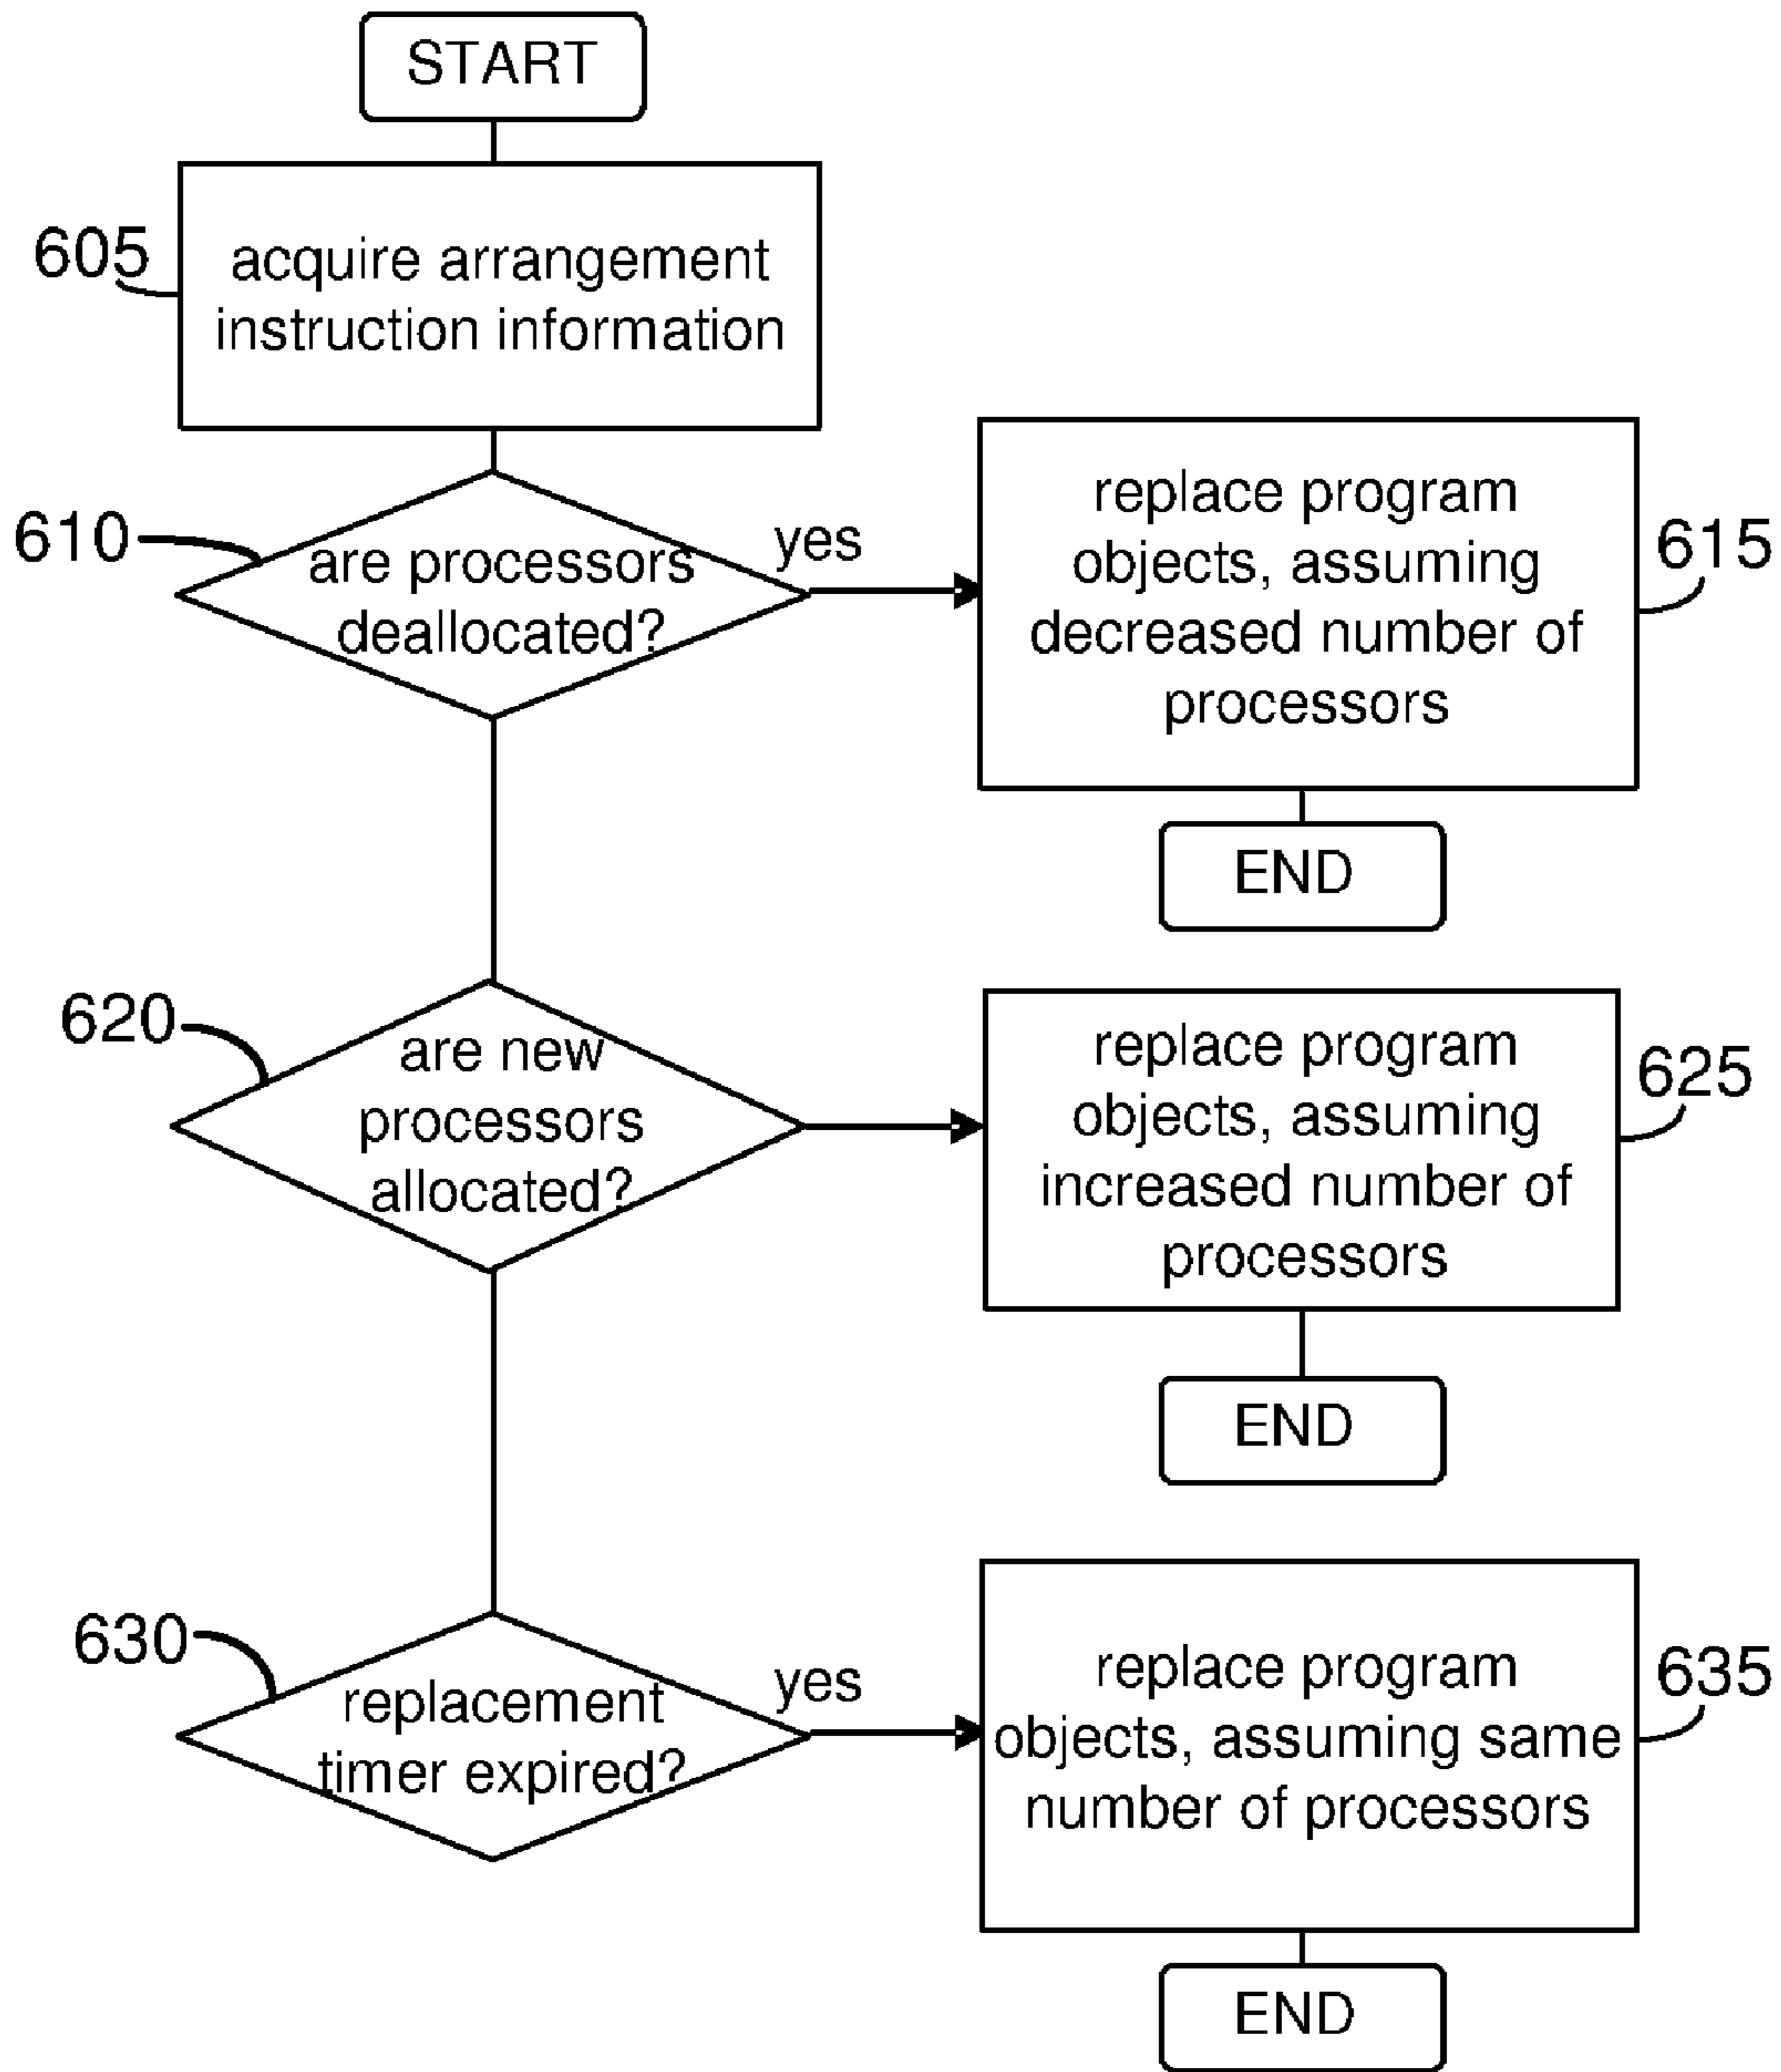 START
605
acquire arrangement
instruction information
610
are processors
deallocated?
yes
replace program
objects, assuming
decreased number of
processors
615
END
620
are new
processors
allocated?
replace program
objects, assuming
increased number of
processors
625
END
630
replacement
timer expired?
yes
replace program
objects, assuming same
number of processors
635
END